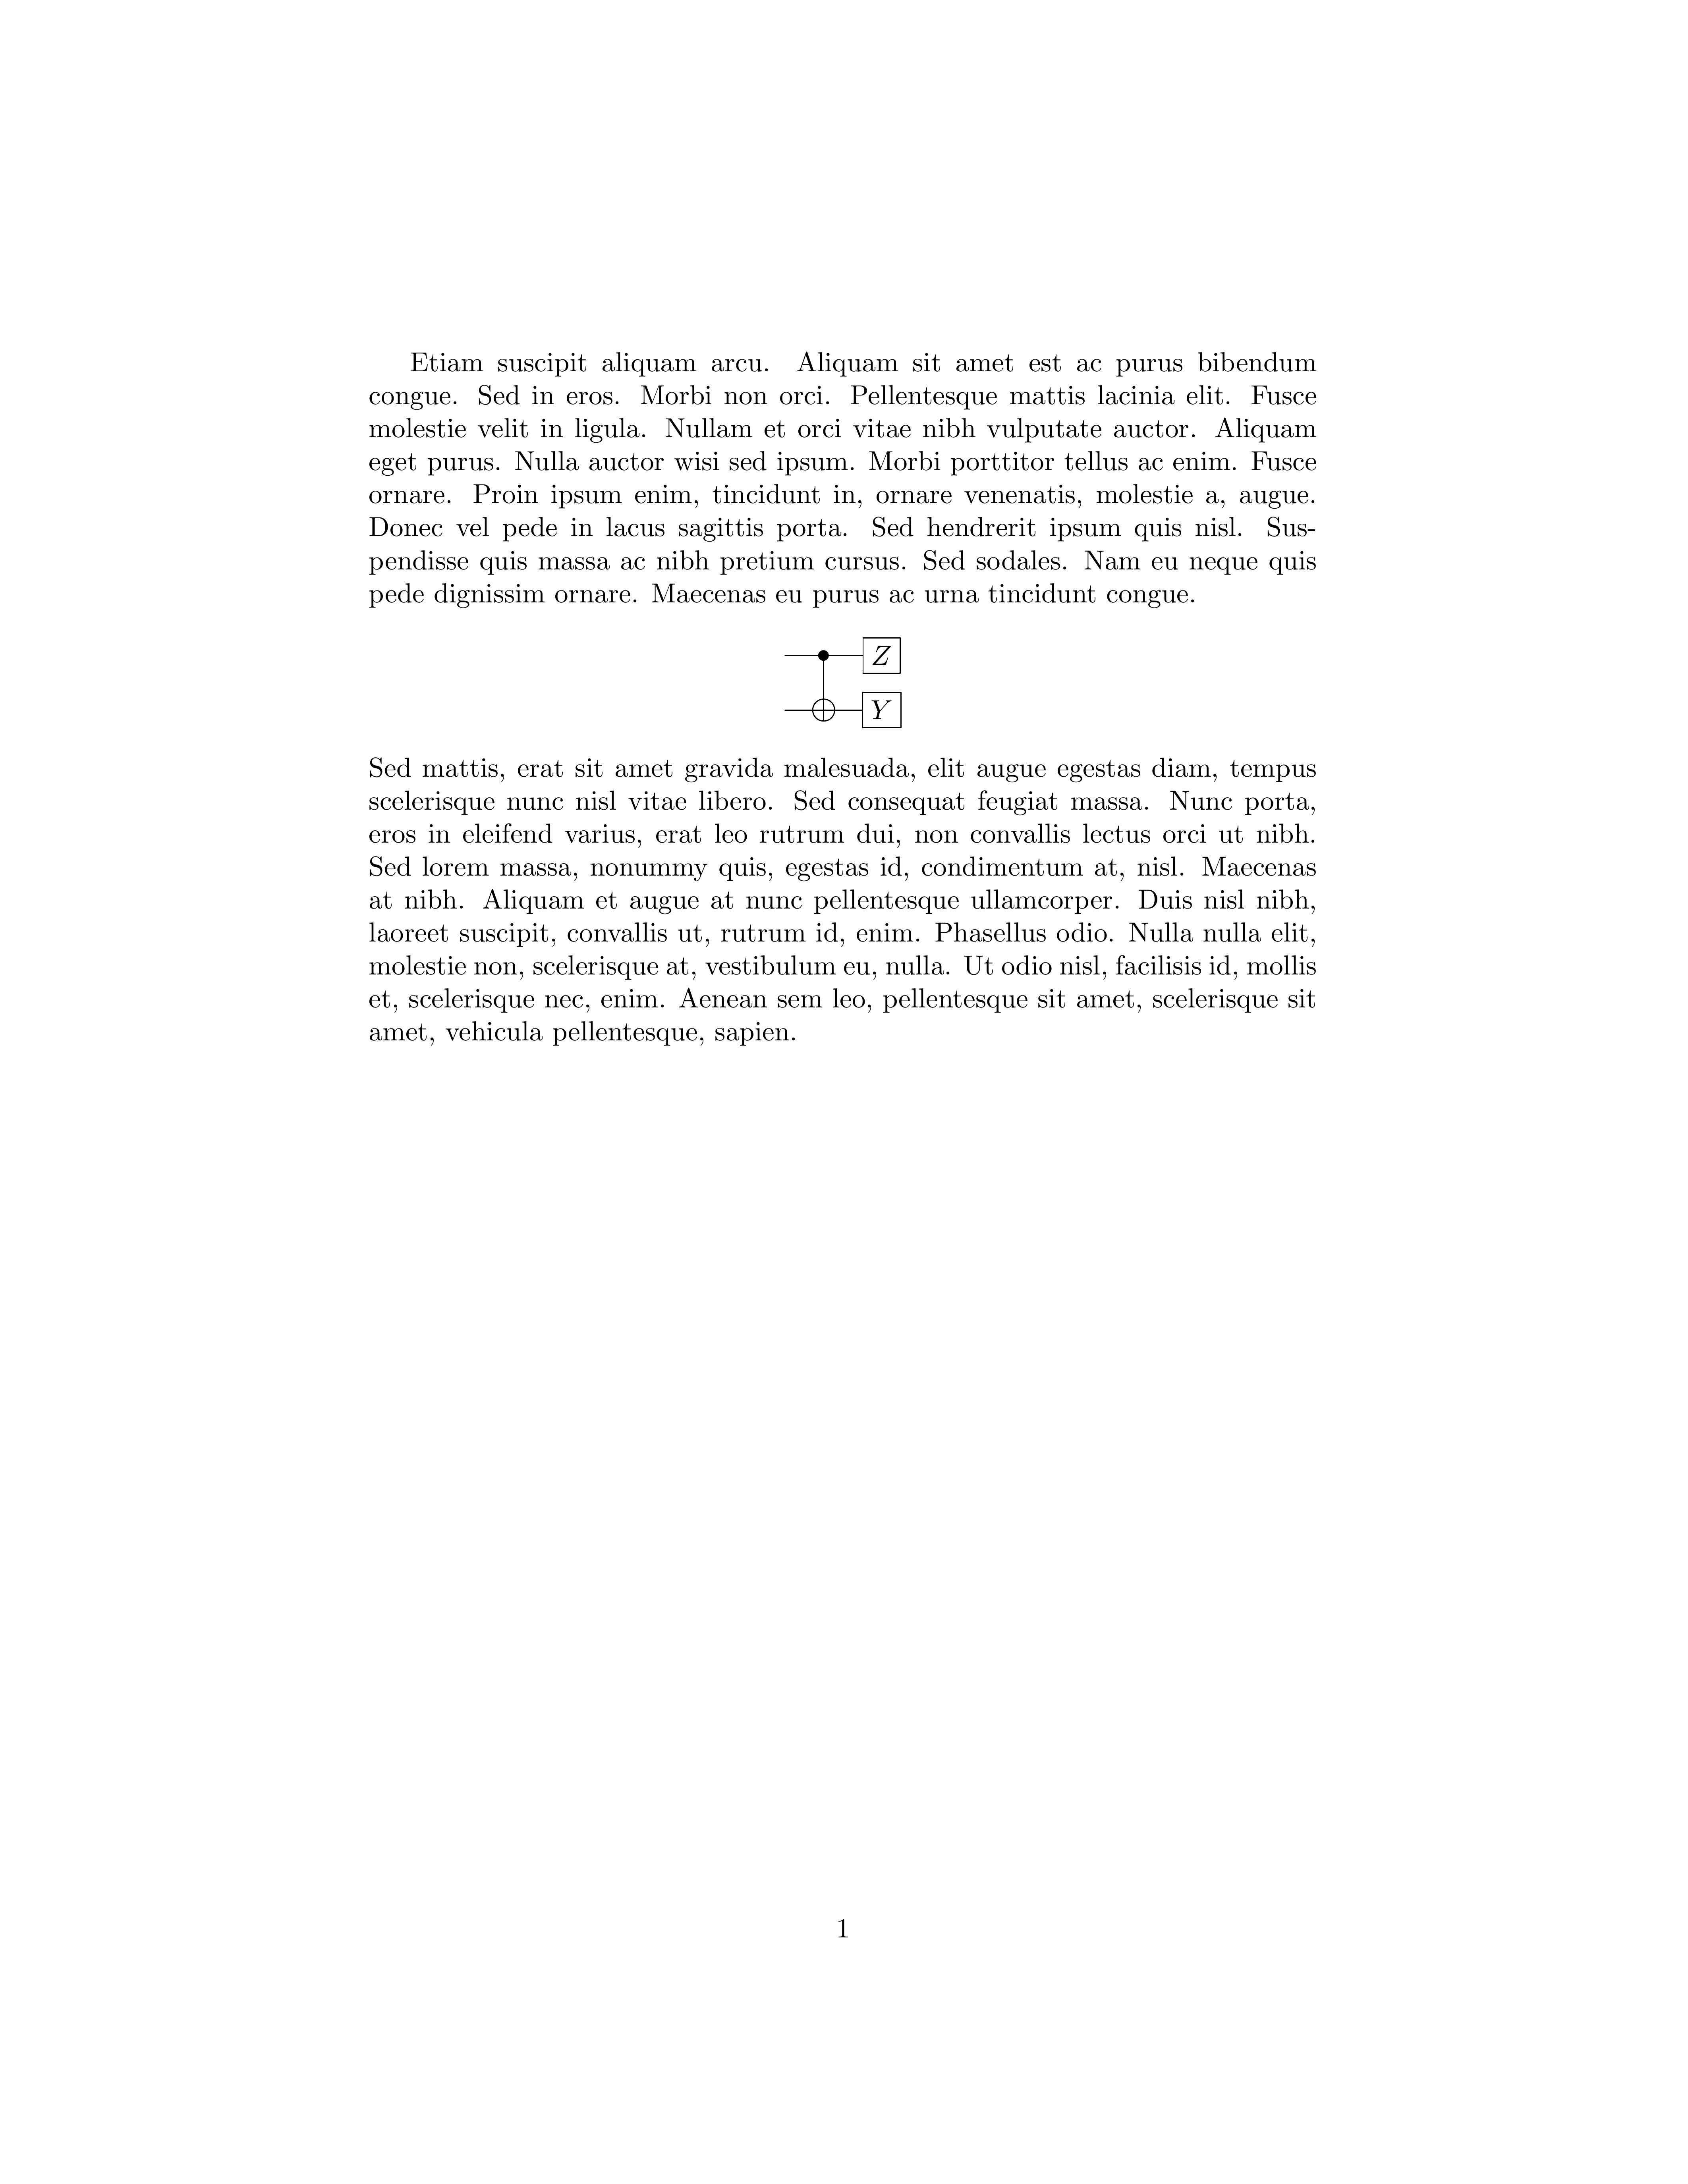 Etiam suscipit aliquam arcu. Aliquam sit amet est ac purus bibendum
congue. Sed in eros. Morbi non orci. Pellentesque mattis lacinia elit. Fusce
molestie velit in ligula. Nullam et orci vitae nibh vulputate auctor. Aliquam
eget purus. Nulla auctor wisi sed ipsum. Morbi porttitor tellus ac enim. Fusce
ornare. Proin ipsum enim, tincidunt in, ornare venenatis, molestie a, augue.
Donec vel pede in lacus sagittis porta. Sed hendrerit ipsum quis nisl. Sus-
pendisse quis massa ac nibh pretium cursus. Sed sodales. Nam eu neque quis
pede dignissim ornare. Maecenas eu purus ac urna tincidunt congue.
Z
Y
Sed mattis, erat sit amet gravida malesuada, elit augue egestas diam, tempus
scelerisque nunc nisl vitae libero. Sed consequat feugiat massa. Nunc porta,
eros in eleifend varius, erat leo rutrum dui, non convallis lectus orci ut nibh.
Sed lorem massa, nonummy quis, egestas id, condimentum at, nisl. Maecenas
at nibh. Aliquam et augue at nunc pellentesque ullamcorper. Duis nisl nibh,
laoreet suscipit, convallis ut, rutrum id, enim. Phasellus odio. Nulla nulla elit,
molestie non, scelerisque at, vestibulum eu, nulla. Ut odio nisl, facilisis id, mollis
et, scelerisque nec, enim. Aenean sem leo, pellentesque sit amet, scelerisque sit
amet, vehicula pellentesque, sapien.
1